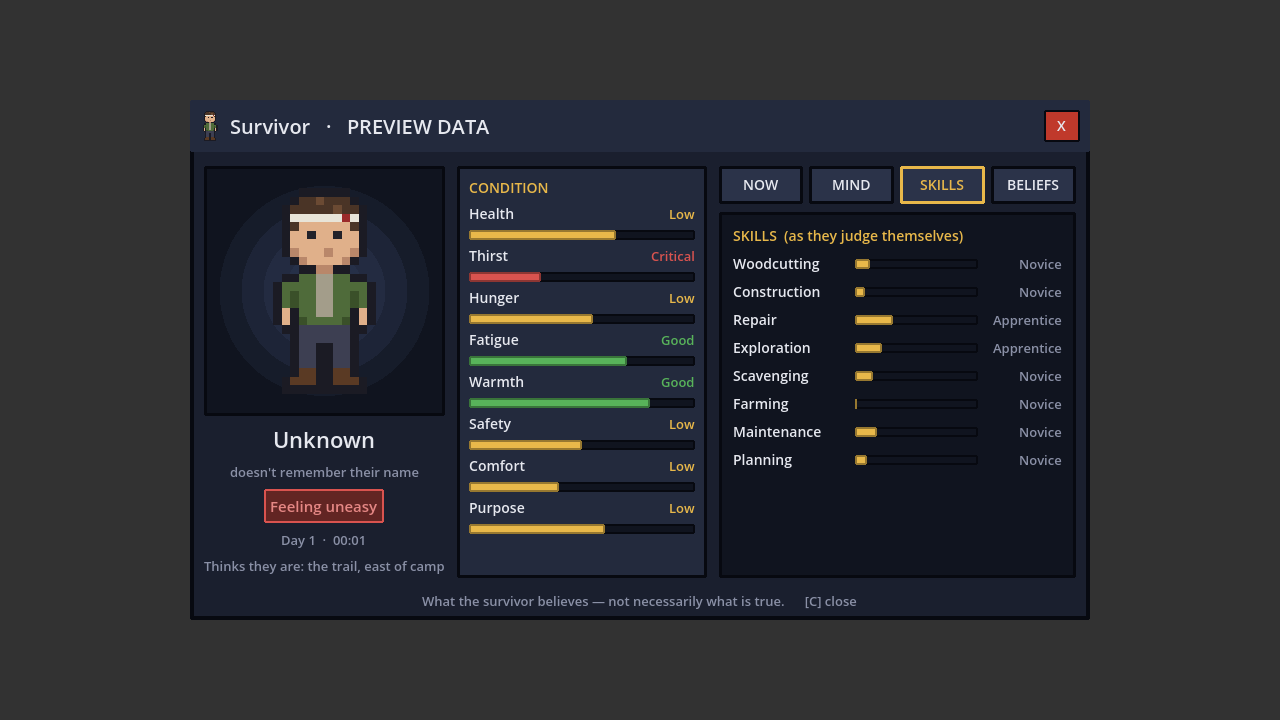 Survivor · PREVIEW DATA
X
Unknown
doesn't remember their name
Feeling uneasy
Day 1 · 00:01
Thinks they are: the trail, east of camp
CONDITION
Health Low
Thirst Critical
Hunger Low
Fatigue Good
Warmth Good
Safety Low
Comfort Low
Purpose Low
NOW MIND SKILLS BELIEFS
SKILLS (as they judge themselves)
Woodcutting Novice
Construction Novice
Repair Apprentice
Exploration Apprentice
Scavenging Novice
Farming Novice
Maintenance Novice
Planning Novice
What the survivor believes — not necessarily what is true. [C] close